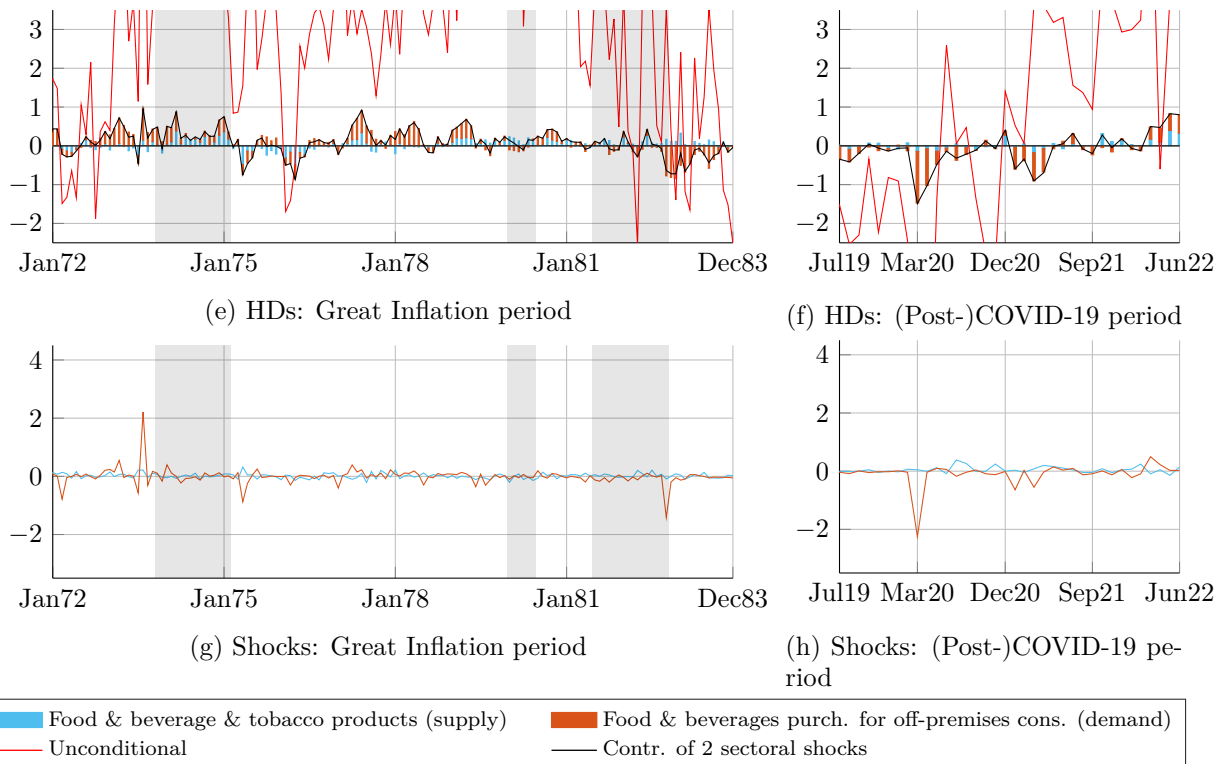 3
2
1
0
−1
−2
Jan72 Jan75 Jan78 Jan81 Dec83
(e) HDs: Great Inflation period
3
2
1
0
−1
−2
Jul19 Mar20 Dec20 Sep21 Jun22
(f) HDs: (Post-)COVID-19 period
4
2
0
−2
Jan72 Jan75 Jan78 Jan81 Dec83
(g) Shocks: Great Inflation period
4
2
0
−2
Jul19 Mar20 Dec20 Sep21 Jun22
(h) Shocks: (Post-)COVID-19 pe-
riod
Food & beverage & tobacco products (supply)
Food & beverages purch. for off-premises cons. (demand)
Unconditional
Contr. of 2 sectoral shocks